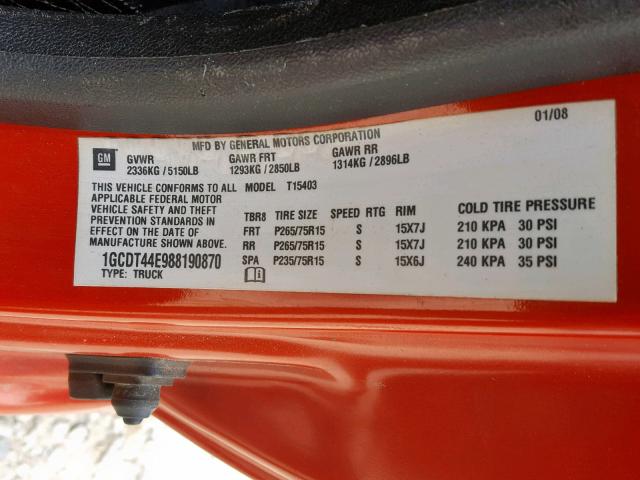 MFD BY GENERAL MOTORS CORPORATION 01/08
GM GVWR GAWR FRT GAWR RR
2336KG / 5150LB 1293KG / 2850LB 1314KG / 2896LB
THIS VEHICLE CONFORMS TO ALL MODEL T15403
APPLICABLE FEDERAL MOTOR
VEHICLE SAFETY AND THEFT
PREVENTION STANDARDS IN
EFFECT ON THE DATE OF
MANUFACTURE SHOWN ABOVE.
1GCDT44E988190870
TYPE: TRUCK
COLD TIRE PRESSURE
TBR8 TIRE SIZE SPEED RTG RIM
FRT P265/75R15 S 15X7J 210 KPA 30 PSI
RR P265/75R15 S 15X7J 210 KPA 30 PSI
SPA P235/75R15 S 15X6J 240 KPA 35 PSI